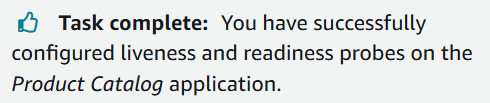 Task complete: You have successfully
configured liveness and readiness probes on the
Product Catalog application.